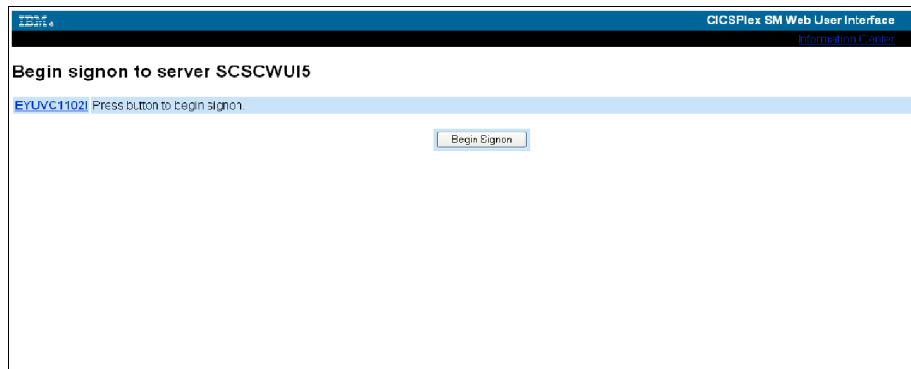 IBM.
CICSPlex SM Web User Interface
Information Center
Begin signon to server SCSCWUI5
EYUVC1102I Press button to begin signon.
Begin Signon